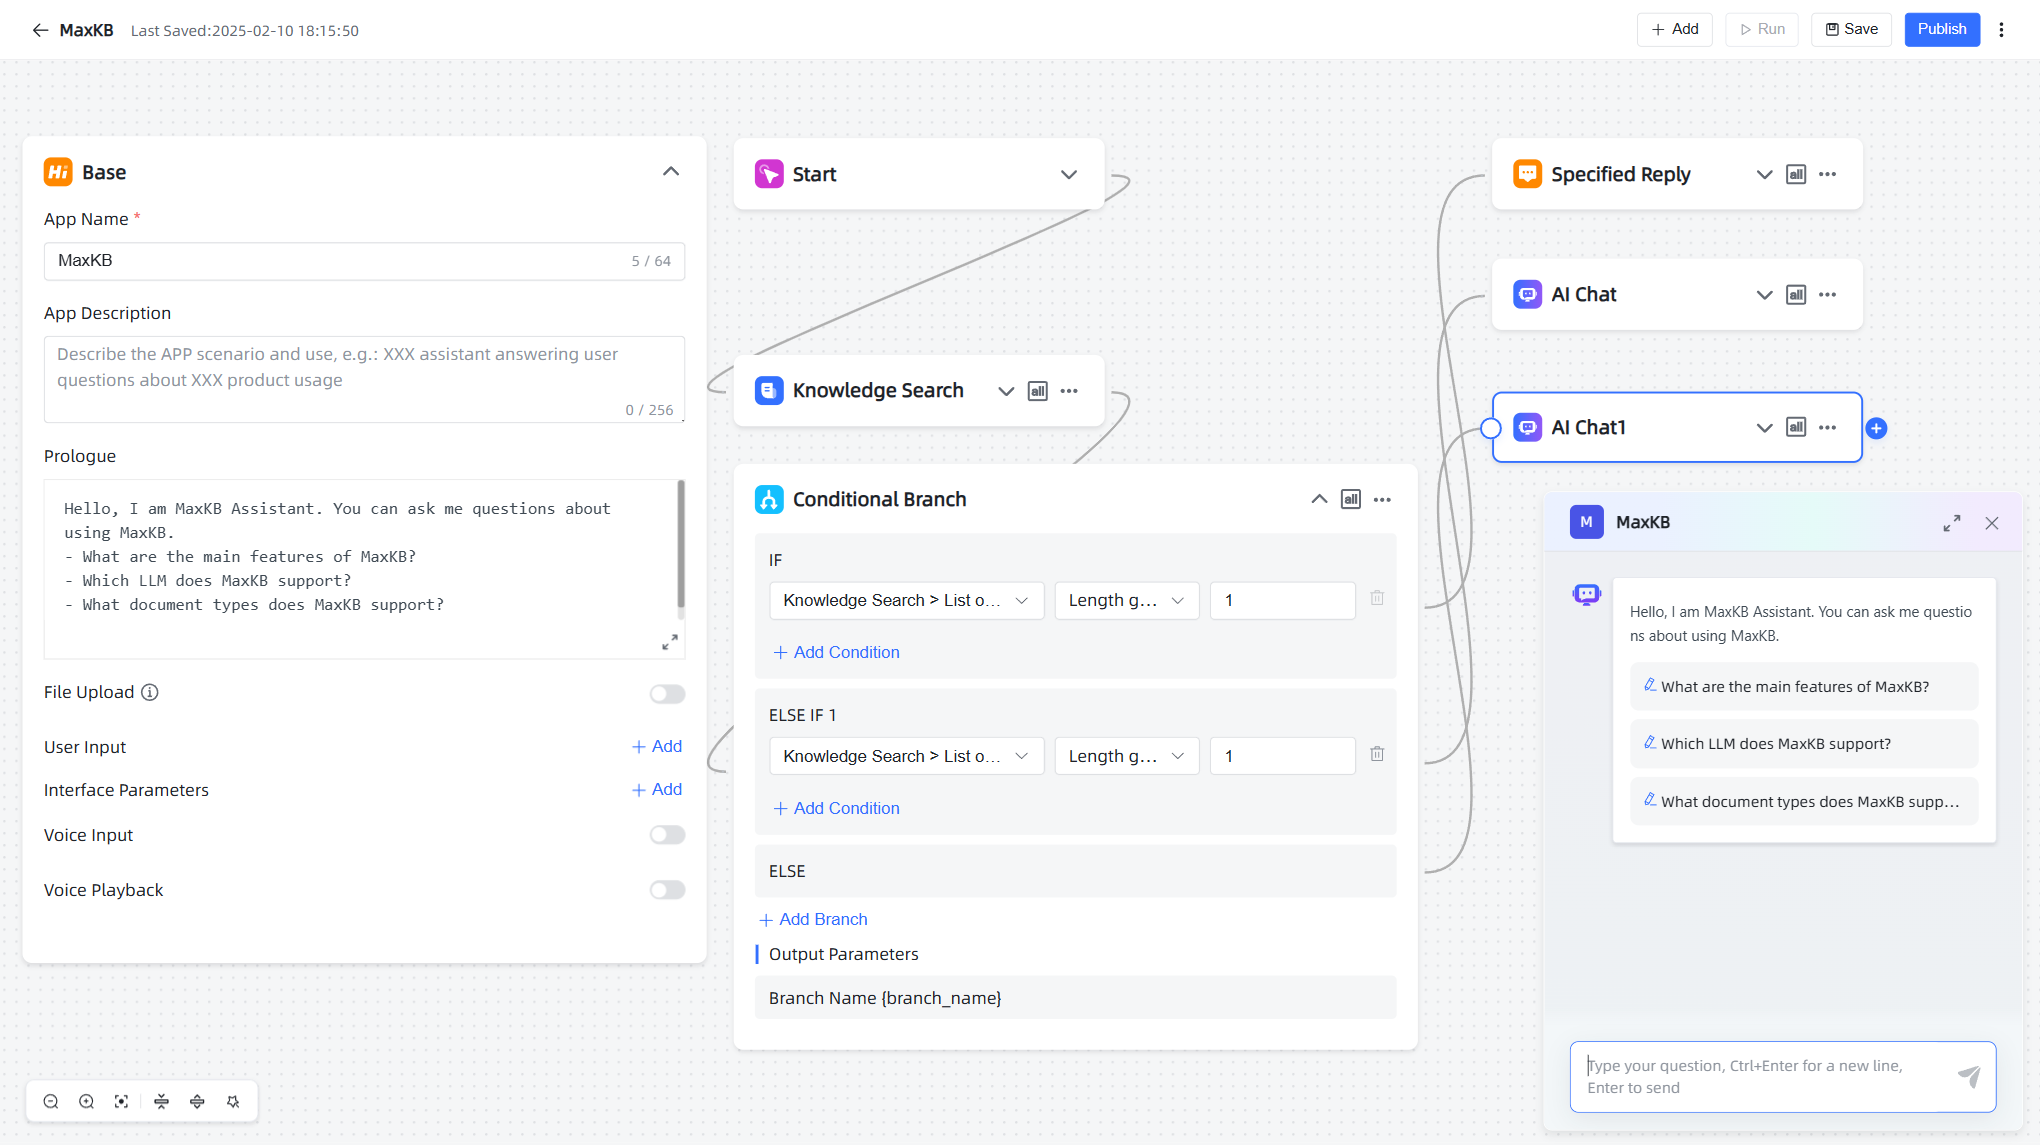 MaxKB Last Saved:2025-02-10 18:15:50
Add
Run
Save
Publish
Hi Base
App Name *
MaxKB 5 / 64
App Description
Describe the APP scenario and use, e.g.: XXX assistant answering user
questions about XXX product usage
0 / 256
Prologue
Hello, I am MaxKB Assistant. You can ask me questions about
using MaxKB.
- What are the main features of MaxKB?
- Which LLM does MaxKB support?
- What document types does MaxKB support?
File Upload
User Input + Add
Interface Parameters + Add
Voice Input
Voice Playback
Start
Knowledge Search all
Conditional Branch all
IF
Knowledge Search > List o... Length g... 1
+ Add Condition
ELSE IF 1
Knowledge Search > List o... Length g... 1
+ Add Condition
ELSE
+ Add Branch
Output Parameters
Branch Name {branch_name}
Specified Reply all
AI Chat all
AI Chat1 all
M MaxKB
Hello, I am MaxKB Assistant. You can ask me questio
ns about using MaxKB.
What are the main features of MaxKB?
Which LLM does MaxKB support?
What document types does MaxKB supp...
Type your question, Ctrl+Enter for a new line,
Enter to send